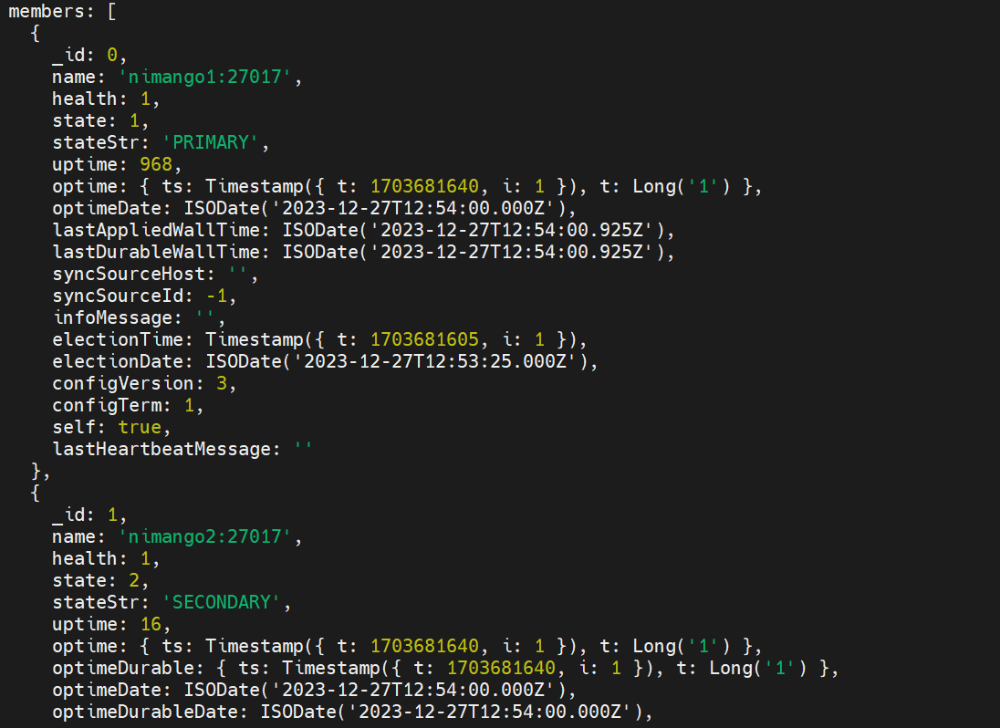 members: [
  {
    _id: 0,
    name: 'nimango1:27017',
    health: 1,
    state: 1,
    stateStr: 'PRIMARY',
    uptime: 968,
    optime: { ts: Timestamp({ t: 1703681640, i: 1 }), t: Long('1') },
    optimeDate: ISODate('2023-12-27T12:54:00.000Z'),
    lastAppliedWallTime: ISODate('2023-12-27T12:54:00.925Z'),
    lastDurableWallTime: ISODate('2023-12-27T12:54:00.925Z'),
    syncSourceHost: '',
    syncSourceId: -1,
    infoMessage: '',
    electionTime: Timestamp({ t: 1703681605, i: 1 }),
    electionDate: ISODate('2023-12-27T12:53:25.000Z'),
    configVersion: 3,
    configTerm: 1,
    self: true,
    lastHeartbeatMessage: ''
  },
  {
    _id: 1,
    name: 'nimango2:27017',
    health: 1,
    state: 2,
    stateStr: 'SECONDARY',
    uptime: 16,
    optime: { ts: Timestamp({ t: 1703681640, i: 1 }), t: Long('1') },
    optimeDurable: { ts: Timestamp({ t: 1703681640, i: 1 }), t: Long('1') },
    optimeDate: ISODate('2023-12-27T12:54:00.000Z'),
    optimeDurableDate: ISODate('2023-12-27T12:54:00.000Z'),